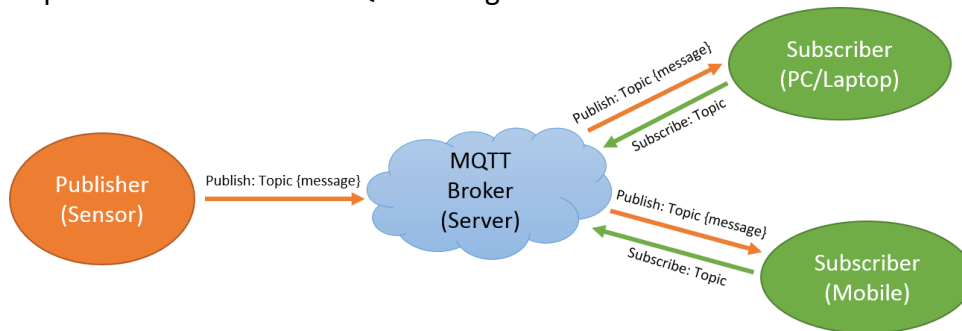 Publisher
(Sensor)
Publish: Topic {message}
MQTT
Broker
(Server)
Publish: Topic {message}
Subscribe: Topic
Subscriber
(PC/Laptop)
Publish: Topic {message}
Subscribe: Topic
Subscriber
(Mobile)